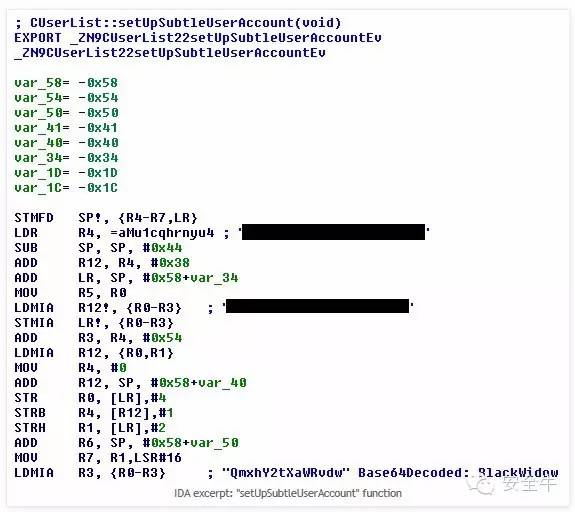 ; CUserList::setUpSubtleUserAccount(void)
EXPORT _ZN9CUserList22setUpSubtleUserAccountEv
_ZN9CUserList22setUpSubtleUserAccountEv
var_58= -0x58
var_54= -0x54
var_50= -0x50
var_41= -0x41
var_40= -0x40
var_34= -0x34
var_1D= -0x1D
var_1C= -0x1C
STMFD SP!, {R4-R7,LR}
LDR R4, =aMu1cqhrnyu4 ; ' '
SUB SP, SP, #0x44
ADD R12, R4, #0x38
ADD LR, SP, #0x58+var_34
MOV R5, R0
LDMIA R12!, {R0-R3} ; ' '
STMIA LR!, {R0-R3}
ADD R3, R4, #0x54
LDMIA R12, {R0,R1}
MOV R4, #0
ADD R12, SP, #0x58+var_40
STR R0, [LR],#4
STRB R4, [R12],#1
STRH R1, [LR],#2
ADD R6, SP, #0x58+var_50
MOV R7, R1,LSR#16
LDMIA R3, {R0-R3} ; "QmxhY2tXaWRvdw" Base64Decoded: BlackWidow
IDA excerpt: "setUpSubtleUserAccount" function
安全牛